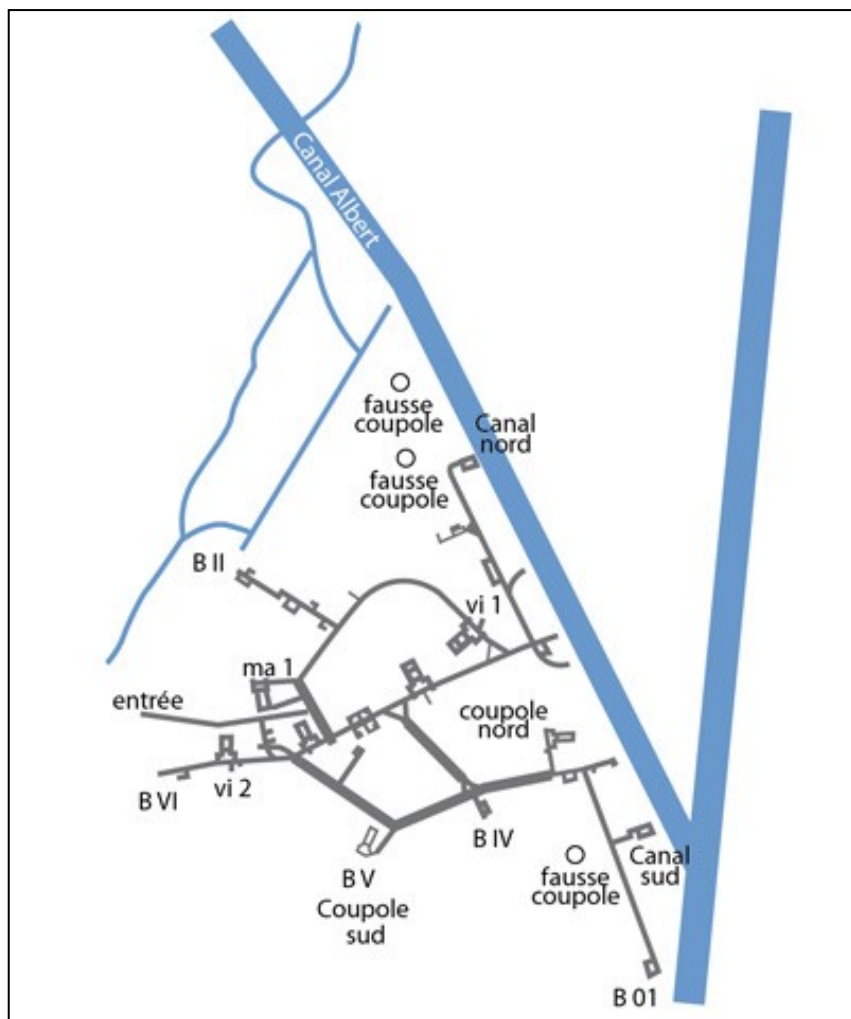 Canal Albert
fausse
coupole
Canal
nord
fausse
coupole
B II
vi 1
ma 1
entrée
coupole
nord
B VI
vi 2
B IV
B V
Coupole
sud
fausse
coupole
Canal
sud
B 01